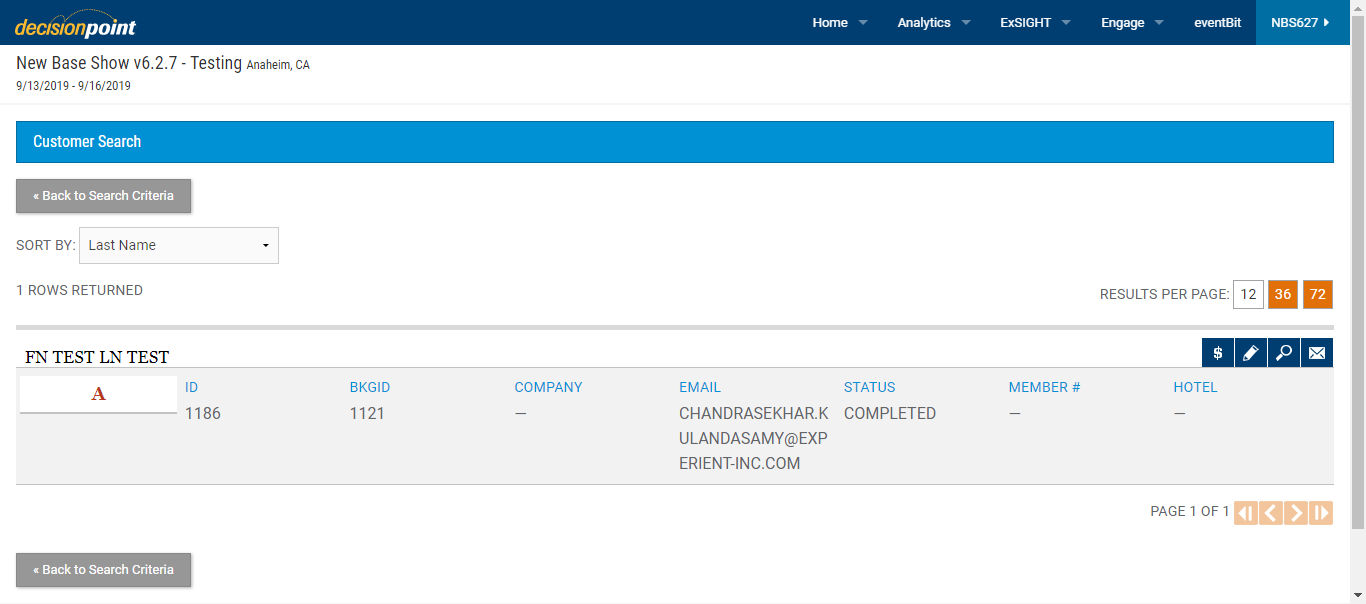 decisionpoint
Home Analytics ExSIGHT Engage eventBit NBS627
New Base Show v6.2.7 - Testing Anaheim, CA
9/13/2019 - 9/16/2019
Customer Search
« Back to Search Criteria
SORT BY: Last Name
1 ROWS RETURNED
RESULTS PER PAGE: 12 36 72
FN TEST LN TEST
$
A
ID BKGID COMPANY EMAIL STATUS MEMBER # HOTEL
1186 1121 — CHANDRASEKHAR.K COMPLETED — —
ULANDASAMY@EXP
ERIENT-INC.COM
PAGE 1 OF 1
« Back to Search Criteria